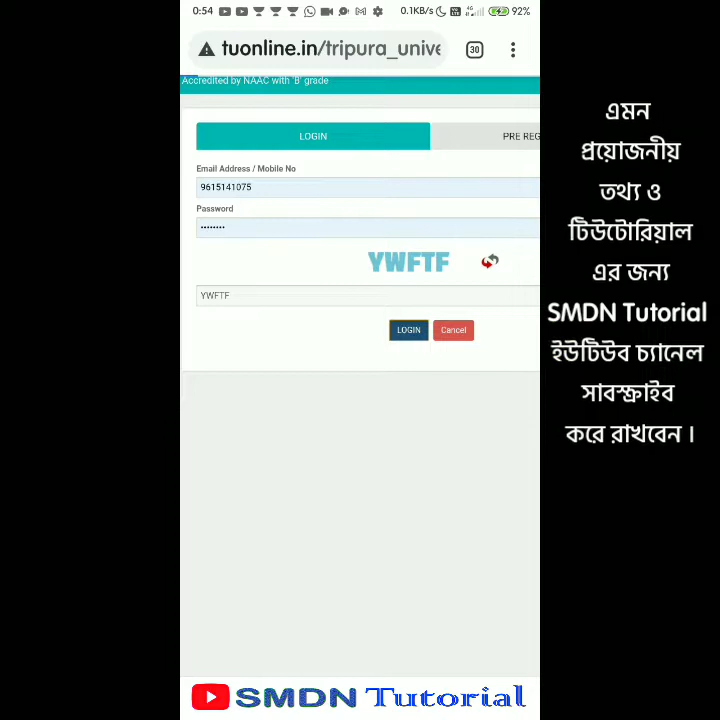 0:54 0.1KB/s 92%
tuonline.in/tripura_unive 30
Accredited by NAAC with 'B' grade
LOGIN PRE REG
Email Address / Mobile No
9615141075
Password
••••••••
YWFTF
YWFTF
LOGIN Cancel
SMDN Tutorial
এমন
প্রয়োজনীয়
তথ্য ও
টিউটোরিয়াল
এর জন্য
SMDN Tutorial
ইউটিউব চ্যানেল
সাবস্ক্রাইব
করে রাখবেন ।